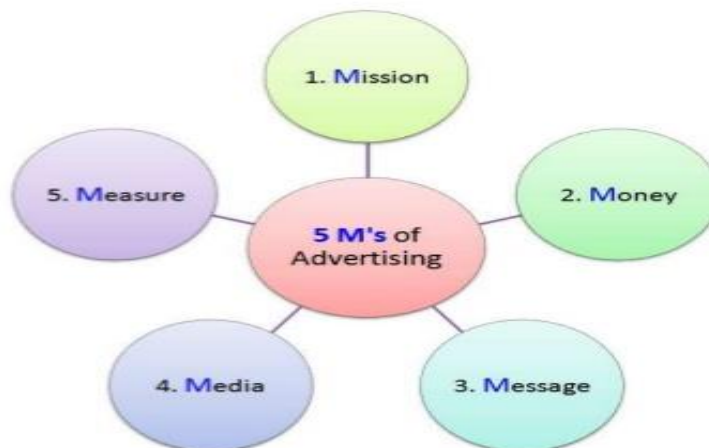 1. Mission
5. Measure
2. Money
5 M's of
Advertising
4. Media
3. Message